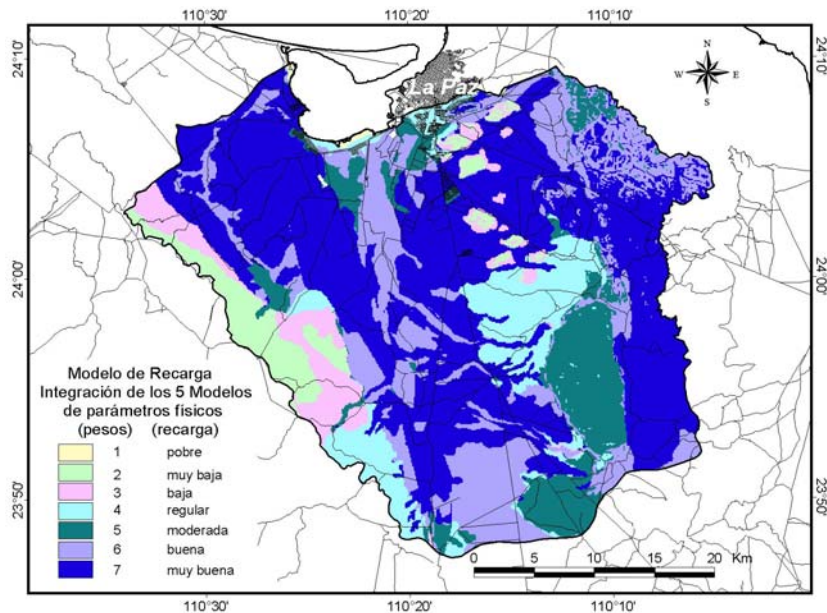 110°30' 110°20' 110°10'
24°10' 24°10'
La Paz
N
W E
S
24°00' 24°00'
Modelo de Recarga
Integración de los 5 Modelos
de parámetros físicos
(pesos) (recarga)
1 pobre
2 muy baja
3 baja
4 regular
5 moderada
6 buena
7 muy buena
23°50' 23°50'
0 5 10 15 20 Km
110°30' 110°20' 110°10'